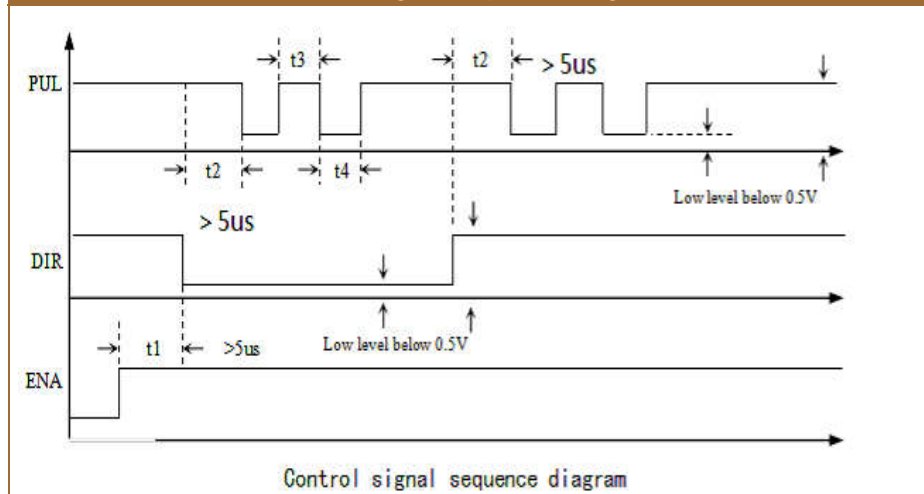 t3
t2
> 5us
PUL
t2
t4
Low level below 0.5V
> 5us
DIR
t1
>5us
Low level below 0.5V
ENA
Control signal sequence diagram